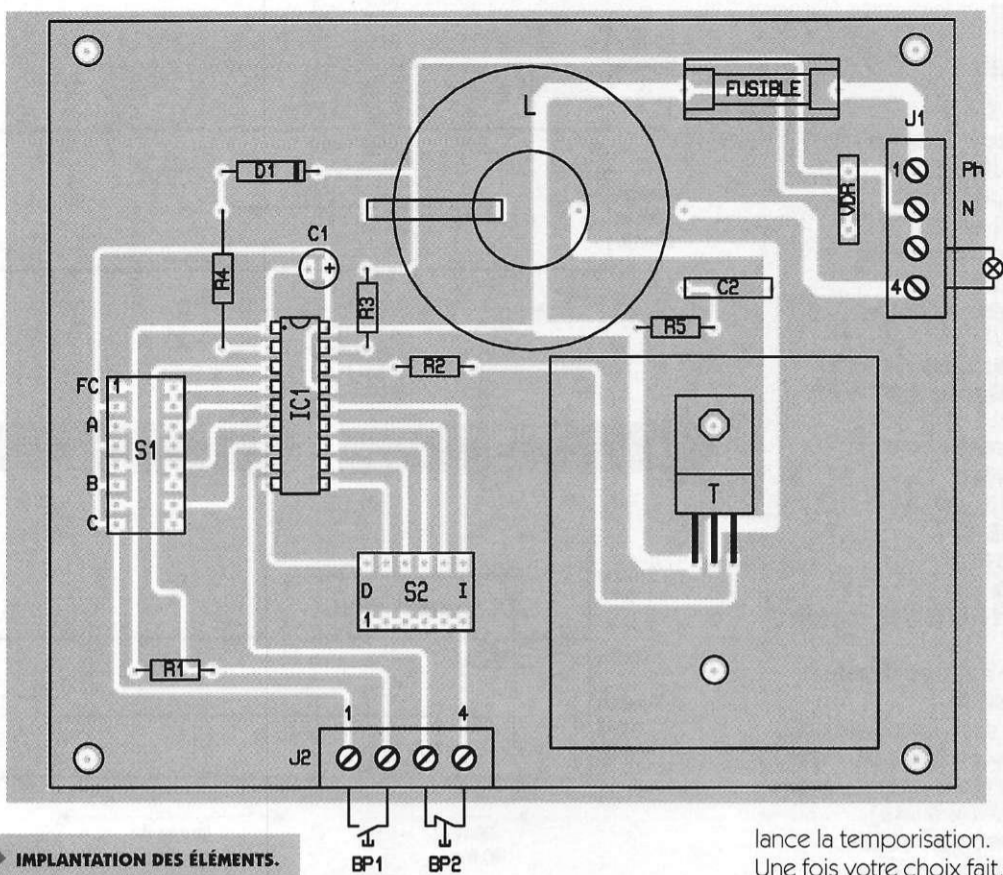 L
FUSIBLE
J1
D1
1
Ph
VDR
N
C1
R4
R3
C2
4
R5
R2
FC 1
IC1
A
S1
T
B
C
D S2 I
1
R1
1 4
J2
BP1 BP2
IMPLANTATION DES ÉLÉMENTS.
lance la temporisation.
Une fois votre choix fait,